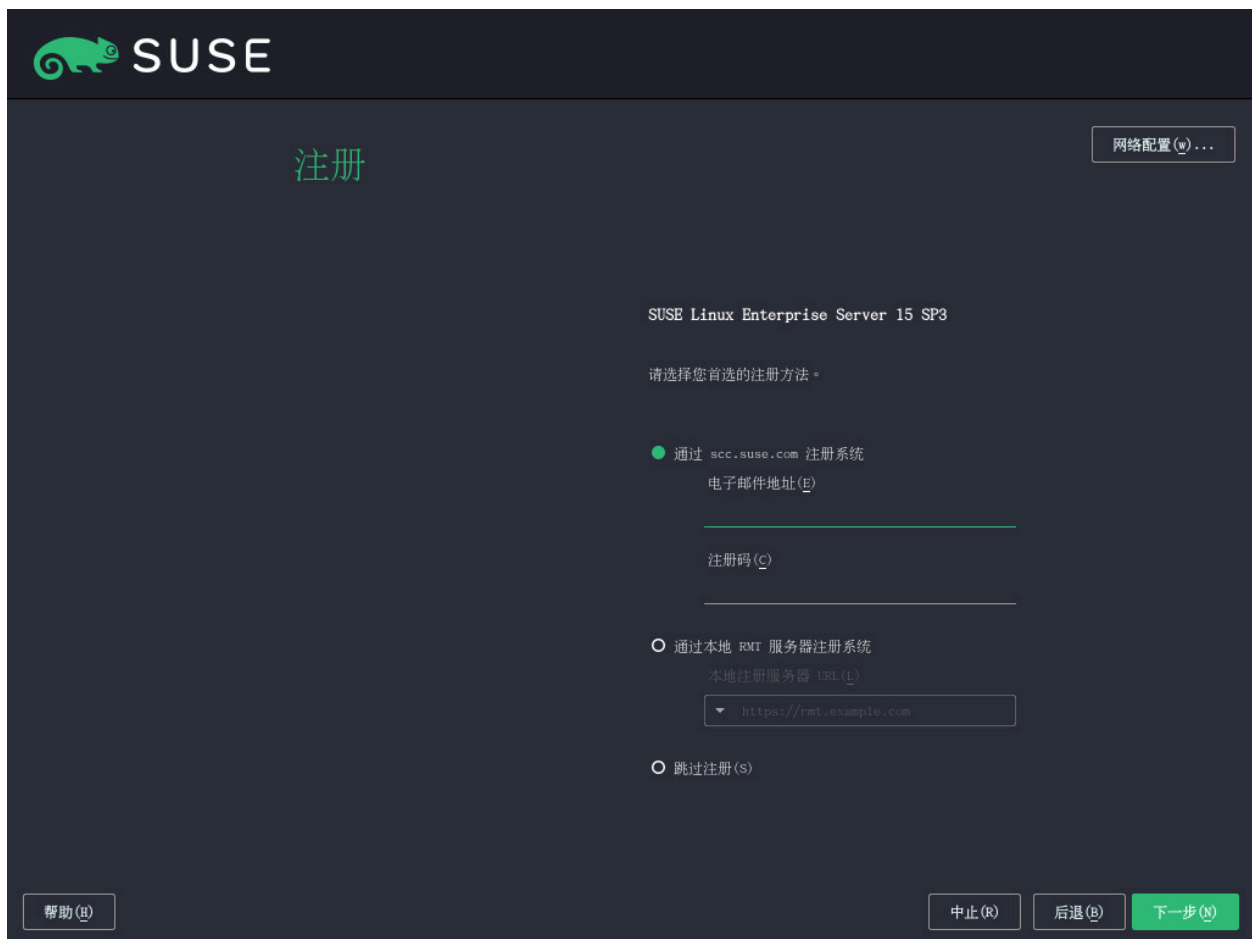 SUSE
注册
网络配置(w)...
SUSE Linux Enterprise Server 15 SP3
请选择您首选的注册方法。
通过 scc.suse.com 注册系统
电子邮件地址(E)
注册码(C)
通过本地 RMT 服务器注册系统
本地注册服务器 URL(L)
https://rmt.example.com
跳过注册(S)
帮助(H)
中止(R)
后退(B)
下一步(N)